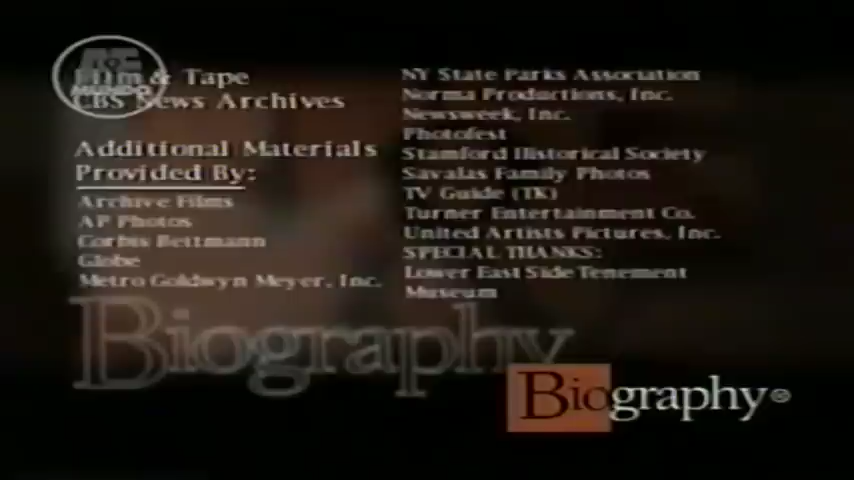 A&E
MUNDO
Film & Tape
CBS News Archives
Additional Materials
Provided By:
Archive Films
AP Photos
Corbis Bettmann
Globe
Metro Goldwyn Meyer, Inc.
NY State Parks Association
Norma Productions, Inc.
Newsweek, Inc.
Photofest
Stamford Historical Society
Savalas Family Photos
TV Guide (TK)
Turner Entertainment Co.
United Artists Pictures, Inc.
SPECIAL THANKS:
Lower East Side Tenement
Museum
Biography
Biography®